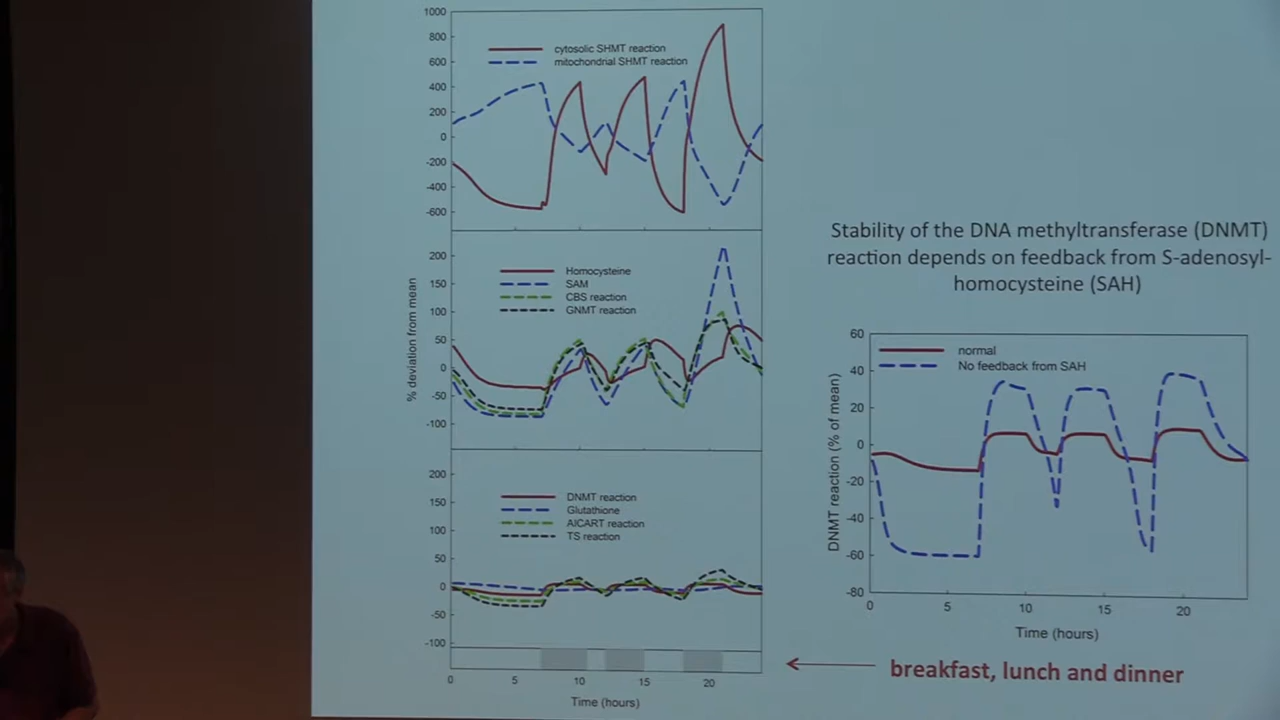 1000
800
600
400
200
0
-200
-400
-600
cytosolic SHMT reaction
mitochondrial SHMT reaction
200
150
100
50
0
-50
-100
Homocysteine
SAM
CBS reaction
GNMT reaction
% deviation from mean
200
150
100
50
0
-50
-100
DNMT reaction
Glutathione
AICART reaction
TS reaction
0 5 10 15 20
Time (hours)
Stability of the DNA methyltransferase (DNMT)
reaction depends on feedback from S-adenosyl-
homocysteine (SAH)
60
40
20
0
-20
-40
-60
-80
normal
No feedback from SAH
DNMT reaction (% of mean)
0 5 10 15 20
Time (hours)
breakfast, lunch and dinner